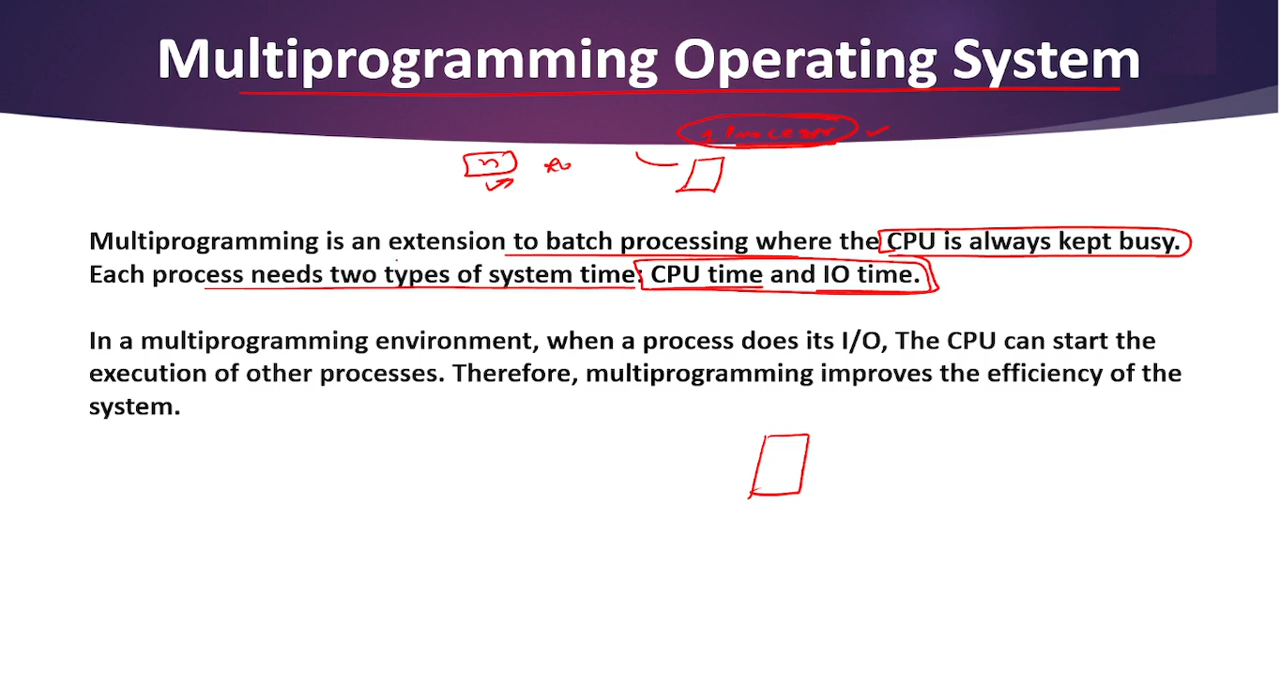 Multiprogramming Operating System
1 Processor
n
Multiprogramming is an extension to batch processing where the CPU is always kept busy.
Each process needs two types of system time: CPU time and IO time.
In a multiprogramming environment, when a process does its I/O, The CPU can start the
execution of other processes. Therefore, multiprogramming improves the efficiency of the
system.